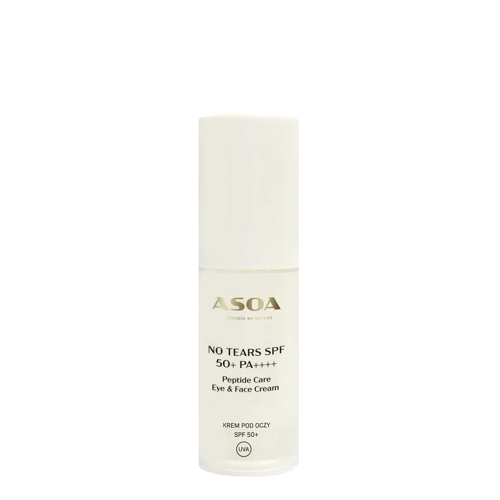 ASOA
NO TEARS SPF
50+ PA++++
Peptide Care
Eye & Face Cream
KREM POD OCZY
SPF 50+
UVA